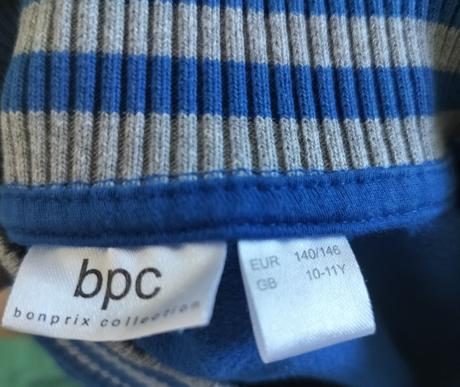 bpc
bonprix collection
EUR 140/146
GB 10-11Y